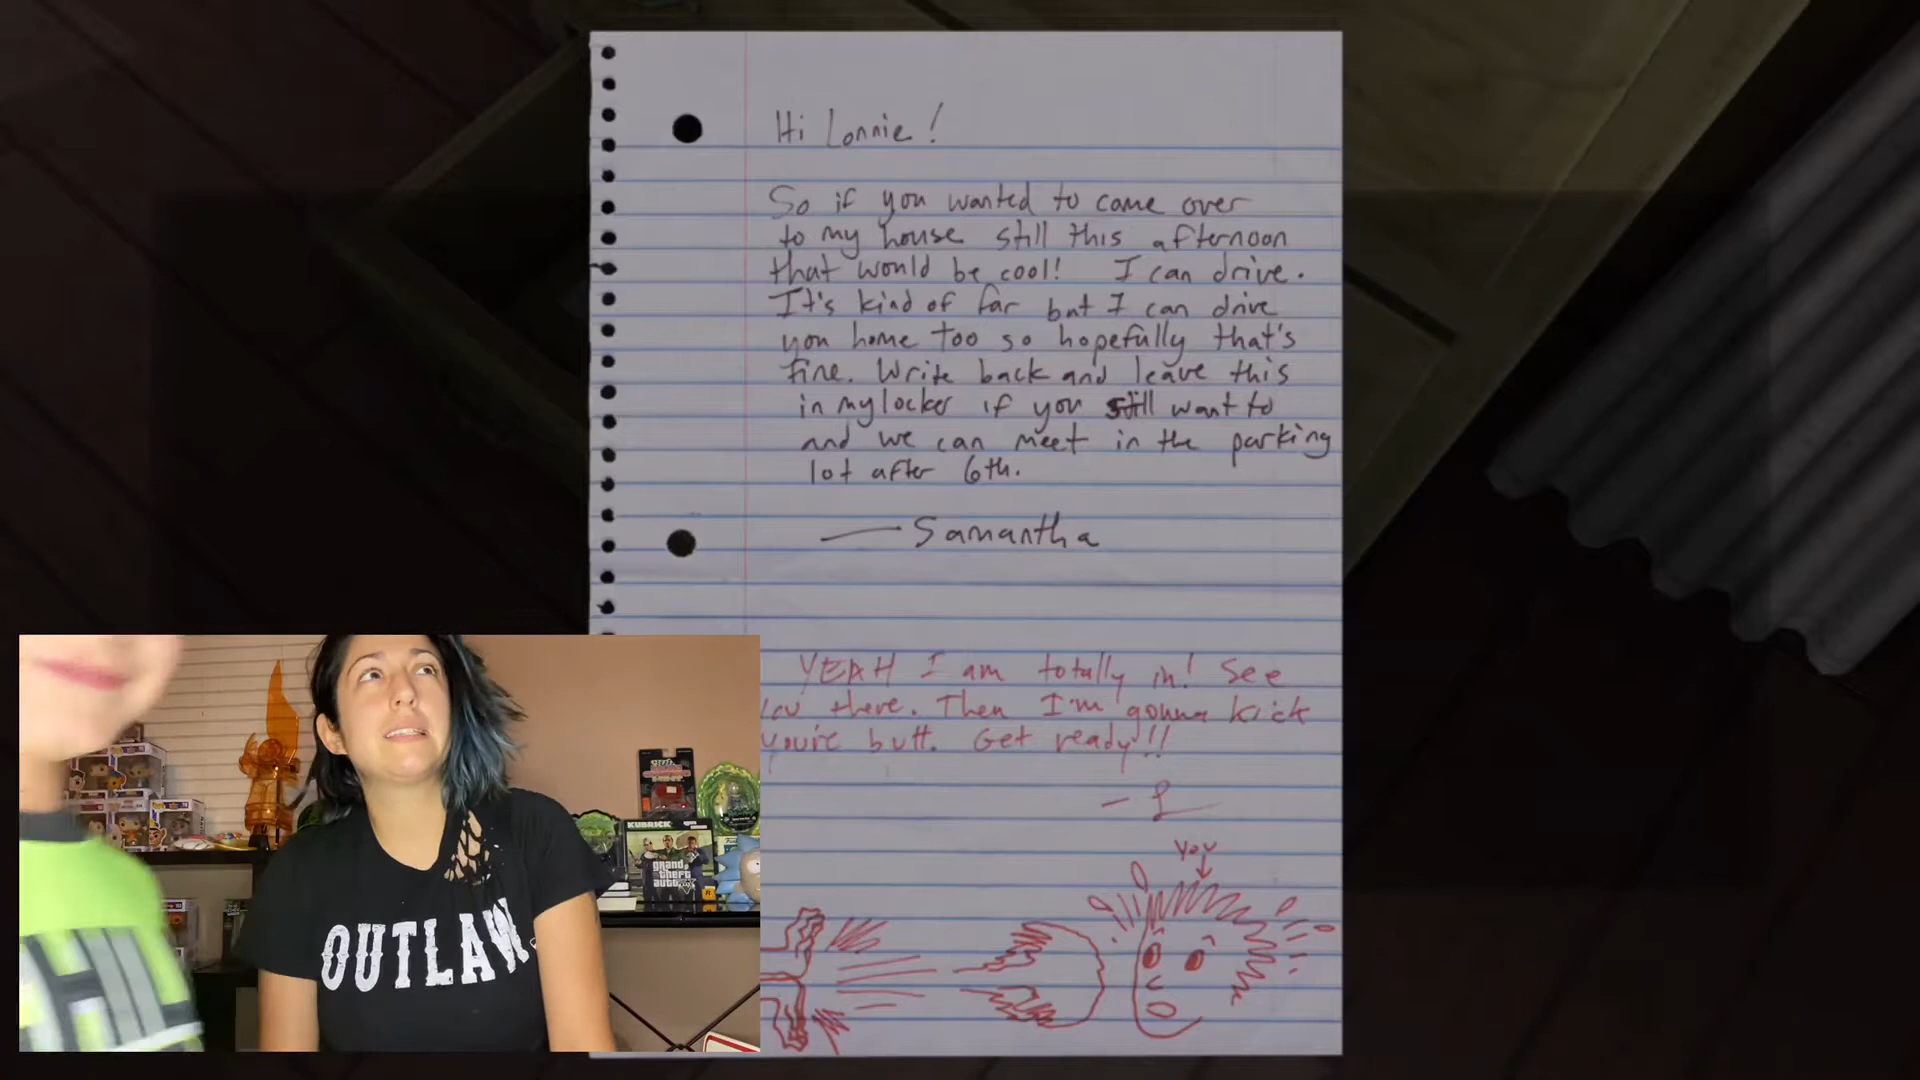 Hi Lonnie!
So if you wanted to come over
to my house still this afternoon
that would be cool! I can drive.
It's kind of far but I can drive
you home too so hopefully that's
fine. Write back and leave this
in my locker if you still want to
and we can meet in the parking
lot after 6th.
— Samantha
YEAH I am totally in! See
there. Then I'm gonna kick
you're butt. Get ready!!
- L
you
OUTLAW
KUBRICK
grand
theft
auto